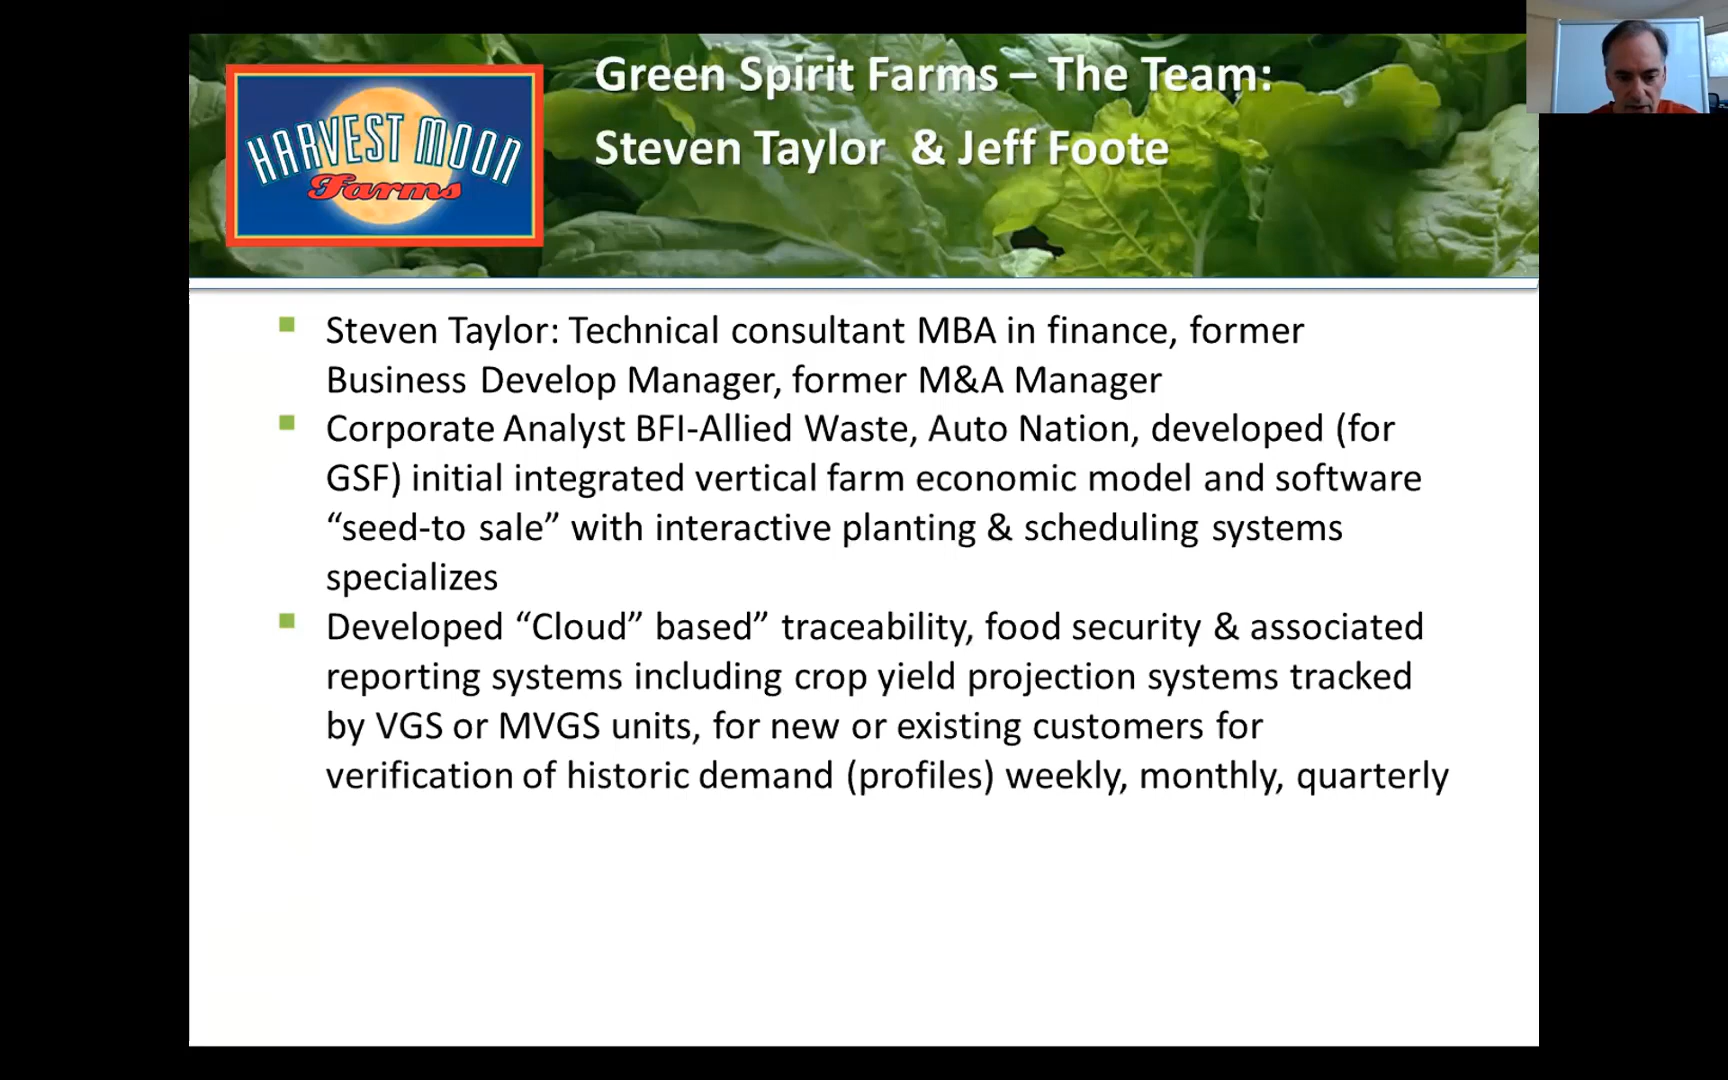 HARVEST MOON
Farms
Green Spirit Farms – The Team:
Steven Taylor & Jeff Foote
Steven Taylor: Technical consultant MBA in finance, former
Business Develop Manager, former M&A Manager
Corporate Analyst BFI-Allied Waste, Auto Nation, developed (for
GSF) initial integrated vertical farm economic model and software
“seed-to sale” with interactive planting & scheduling systems
specializes
Developed “Cloud” based” traceability, food security & associated
reporting systems including crop yield projection systems tracked
by VGS or MVGS units, for new or existing customers for
verification of historic demand (profiles) weekly, monthly, quarterly